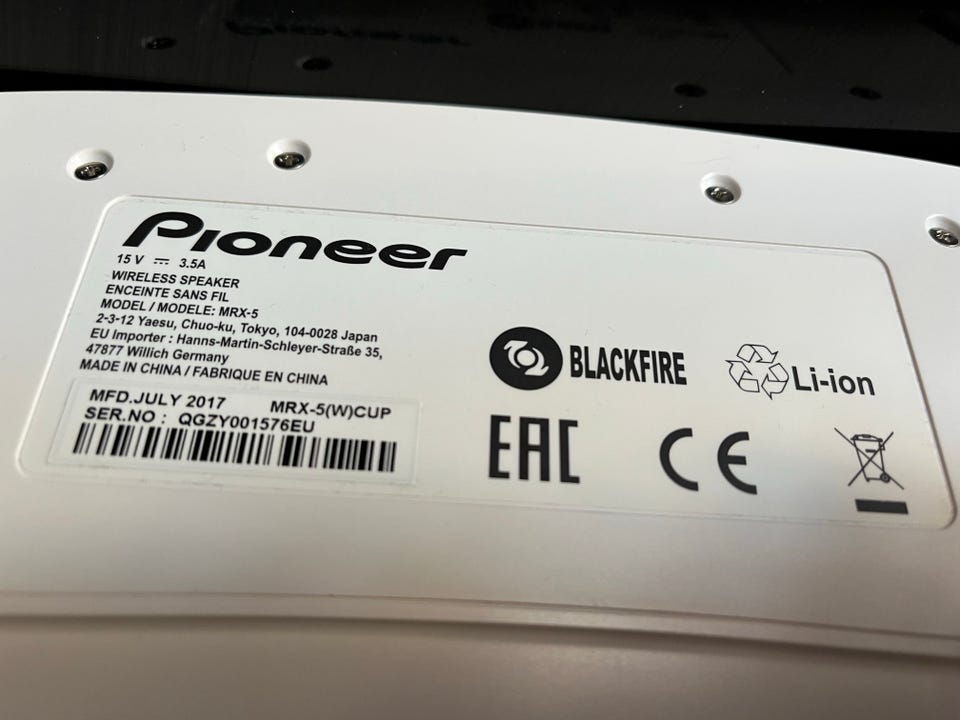 Pioneer
15 V ⎓ 3.5A
WIRELESS SPEAKER
ENCEINTE SANS FIL
MODEL / MODELE: MRX-5
2-3-12 Yaesu, Chuo-ku, Tokyo, 104-0028 Japan
EU Importer : Hanns-Martin-Schleyer-Straße 35,
47877 Willich Germany
MADE IN CHINA / FABRIQUE EN CHINA
MFD.JULY 2017 MRX-5(W)CUP
SER.NO : QGZY001576EU
BLACKFIRE
Li-ion
EAC
CE